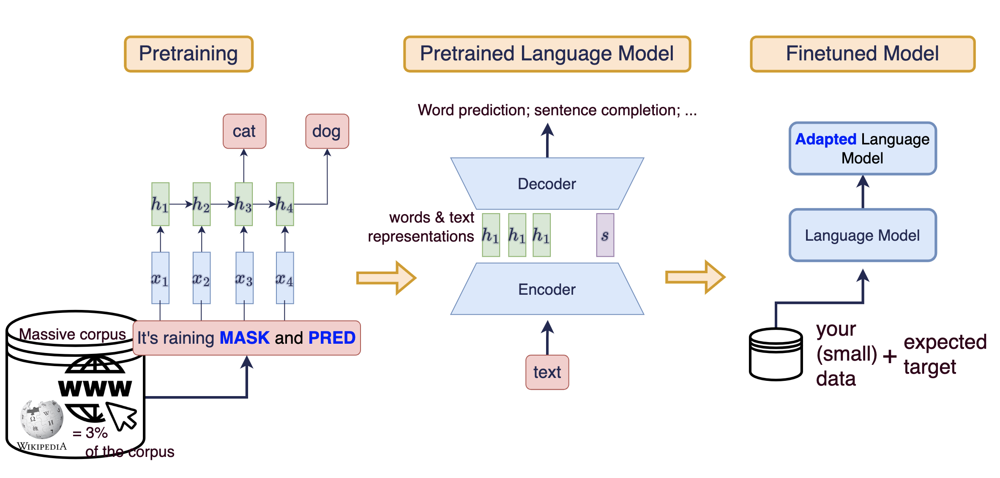 Pretraining
Pretrained Language Model
Finetuned Model
cat
dog
h₁
h₂
h₃
h₄
x₁
x₂
x₃
x₄
It's raining MASK and PRED
Massive corpus
www
WIKIPEDIA
= 3%
of the corpus
Word prediction; sentence completion; ...
Decoder
words & text
representations
h₁
h₁
h₁
s
Encoder
text
Adapted Language
Model
Language Model
your
(small)
data
+
expected
target